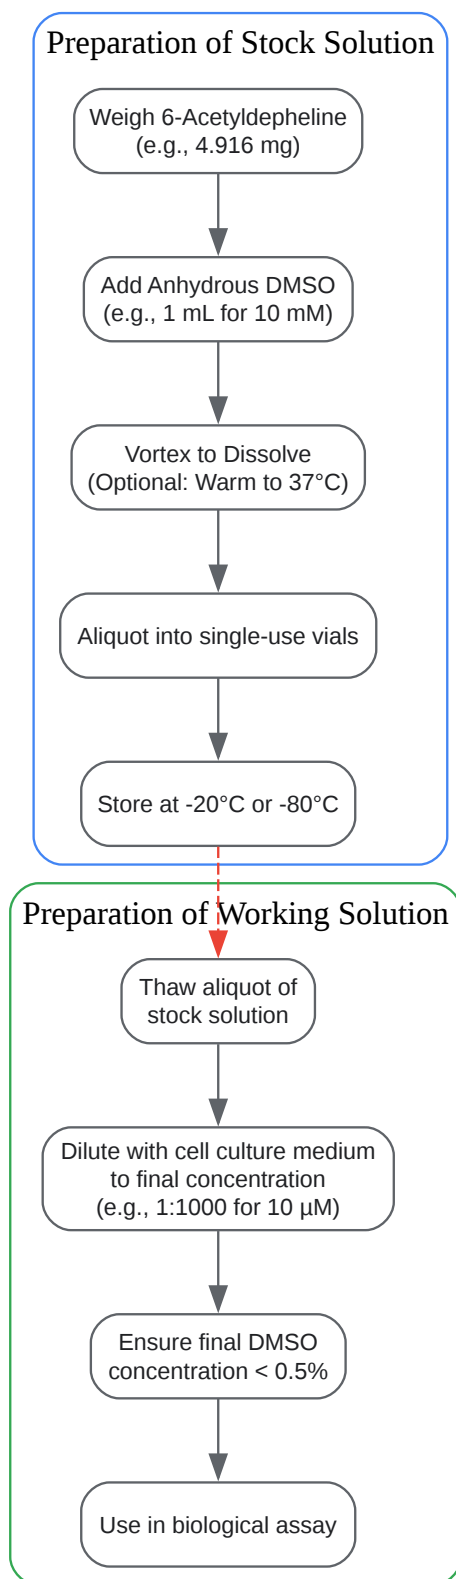 Preparation of Stock Solution
Weigh 6-Acetyldepheline
(e.g., 4.916 mg)
Add Anhydrous DMSO
(e.g., 1 mL for 10 mM)
Vortex to Dissolve
(Optional: Warm to 37°C)
Aliquot into single-use vials
Store at -20°C or -80°C
Preparation of Working Solution
Thaw aliquot of
stock solution
Dilute with cell culture medium
to final concentration
(e.g., 1:1000 for 10 µM)
Ensure final DMSO
concentration < 0.5%
Use in biological assay